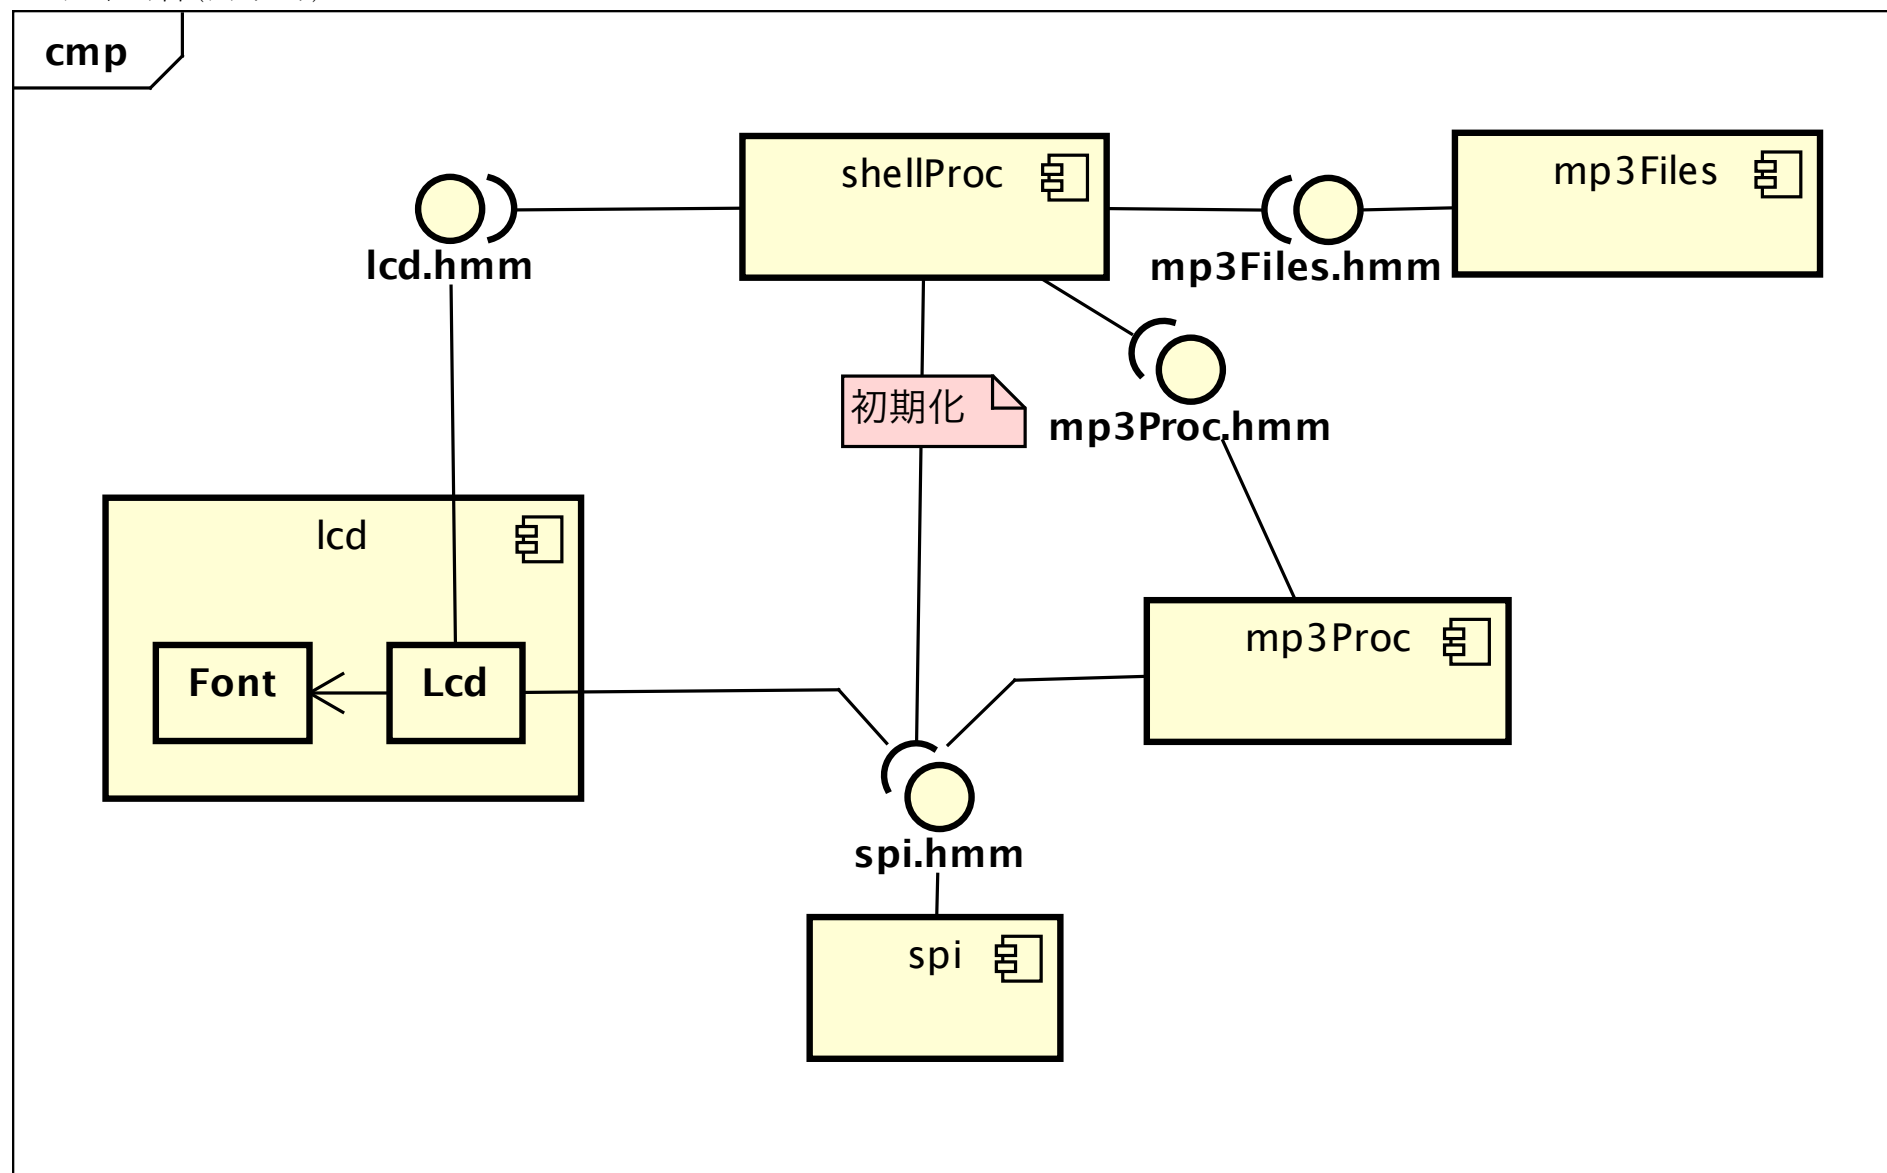 cmp
shellProc
mp3Files
lcd.hmm
mp3Files.hmm
初期化
mp3Proc.hmm
lcd
mp3Proc
Font
Lcd
spi.hmm
spi